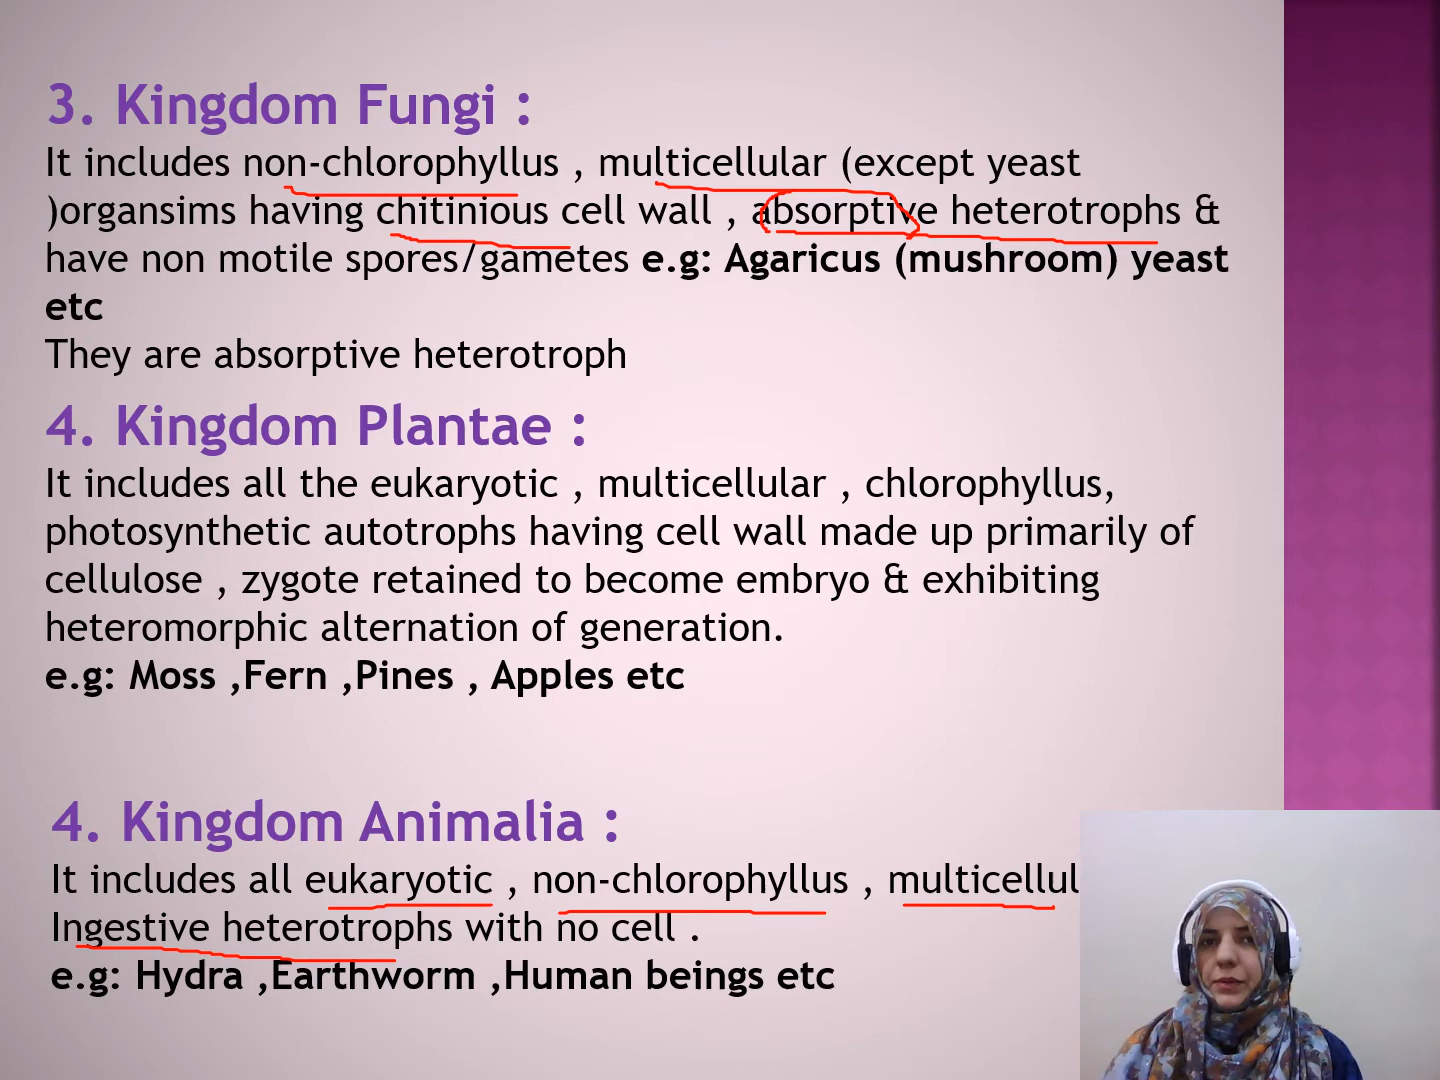 3. Kingdom Fungi :
It includes non-chlorophyllus , multicellular (except yeast
)organsims having chitinious cell wall , absorptive heterotrophs &
have non motile spores/gametes e.g: Agaricus (mushroom) yeast
etc
They are absorptive heterotroph
4. Kingdom Plantae :
It includes all the eukaryotic , multicellular , chlorophyllus,
photosynthetic autotrophs having cell wall made up primarily of
cellulose , zygote retained to become embryo & exhibiting
heteromorphic alternation of generation.
e.g: Moss ,Fern ,Pines , Apples etc
4. Kingdom Animalia :
It includes all eukaryotic , non-chlorophyllus , multicellul
Ingestive heterotrophs with no cell .
e.g: Hydra ,Earthworm ,Human beings etc